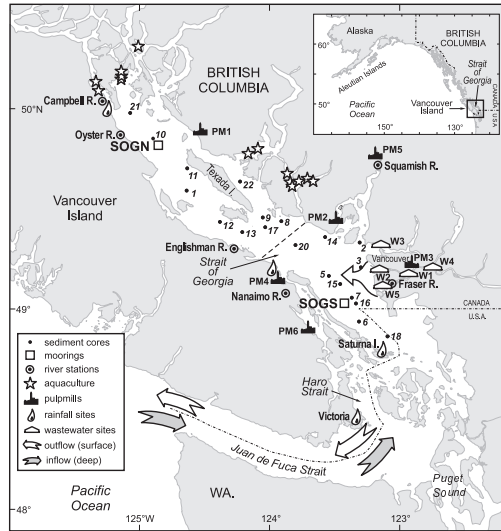 BRITISH
COLUMBIA
Alaska
60°
Aleutian Islands
Strait
of
Georgia
Pacific
Ocean
Vancouver
Island
50°
CANADA
U.S.A
150°
130°
BRITISH
COLUMBIA
50°N
Campbell R.
21
Oyster R.
10
SOGN
PM1
PM5
Squamish R.
Texada I.
11
22
1
Vancouver
Island
12
13
9
8
17
PM2
14
2
W3
20
Englishman R.
Strait
of Georgia
PM4
Vancouver
PM3
W4
3
W2
W1
5
15
Fraser R.
W5
Nanaimo R.
SOGS
7
16
CANADA
U.S.A.
PM6
6
18
Saturna I.
49°
Haro
Strait
Victoria
Juan de Fuca Strait
Puget
Sound
Pacific
Ocean
WA.
48°
125°W
124°
123°
sediment cores
moorings
river stations
aquaculture
pulpmills
rainfall sites
wastewater sites
outflow (surface)
inflow (deep)